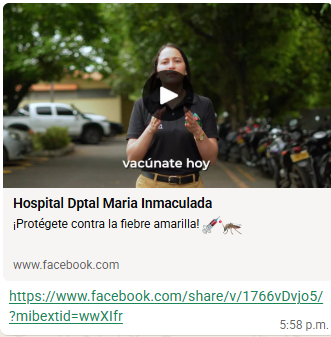 vacúnate hoy
Hospital Dptal Maria Inmaculada
¡Protégete contra la fiebre amarilla! 💉🦟
www.facebook.com
https://www.facebook.com/share/v/1766vDvjo5/
?mibextid=wwXIfr
5:58 p.m.